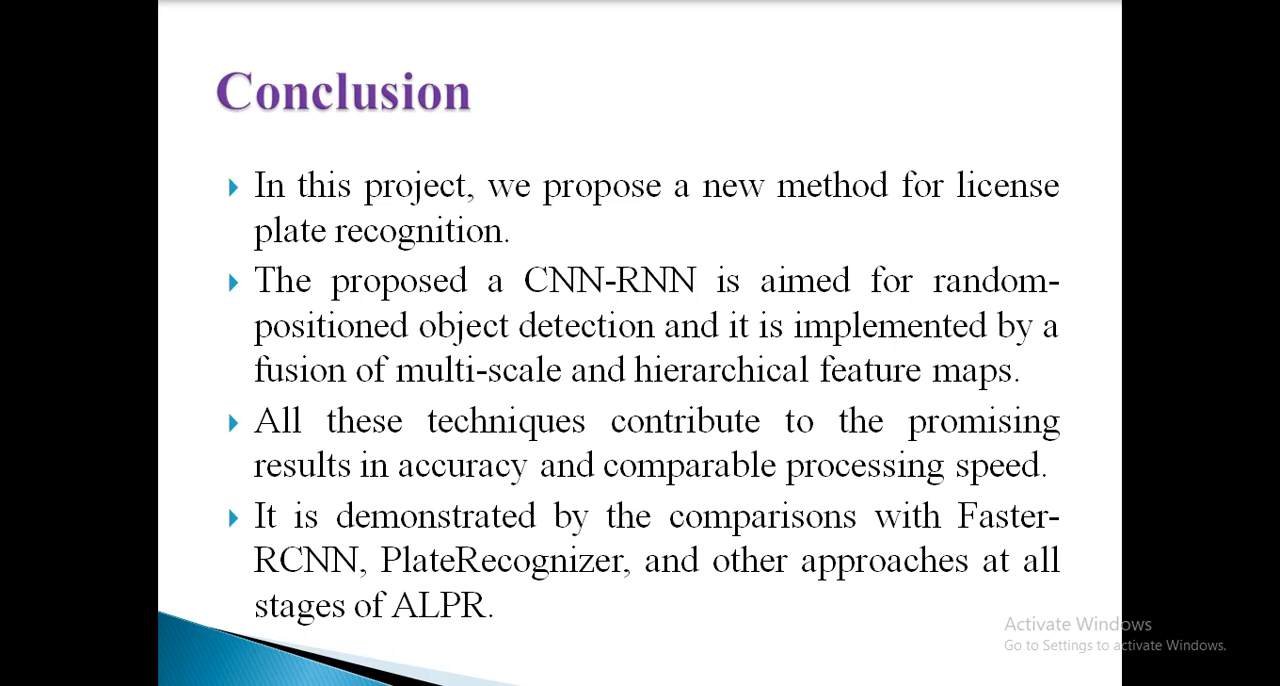 Conclusion
In this project, we propose a new method for license
plate recognition.
The proposed a CNN-RNN is aimed for random-
positioned object detection and it is implemented by a
fusion of multi-scale and hierarchical feature maps.
All these techniques contribute to the promising
results in accuracy and comparable processing speed.
It is demonstrated by the comparisons with Faster-
RCNN, PlateRecognizer, and other approaches at all
stages of ALPR.
Activate Windows
Go to Settings to activate Windows.